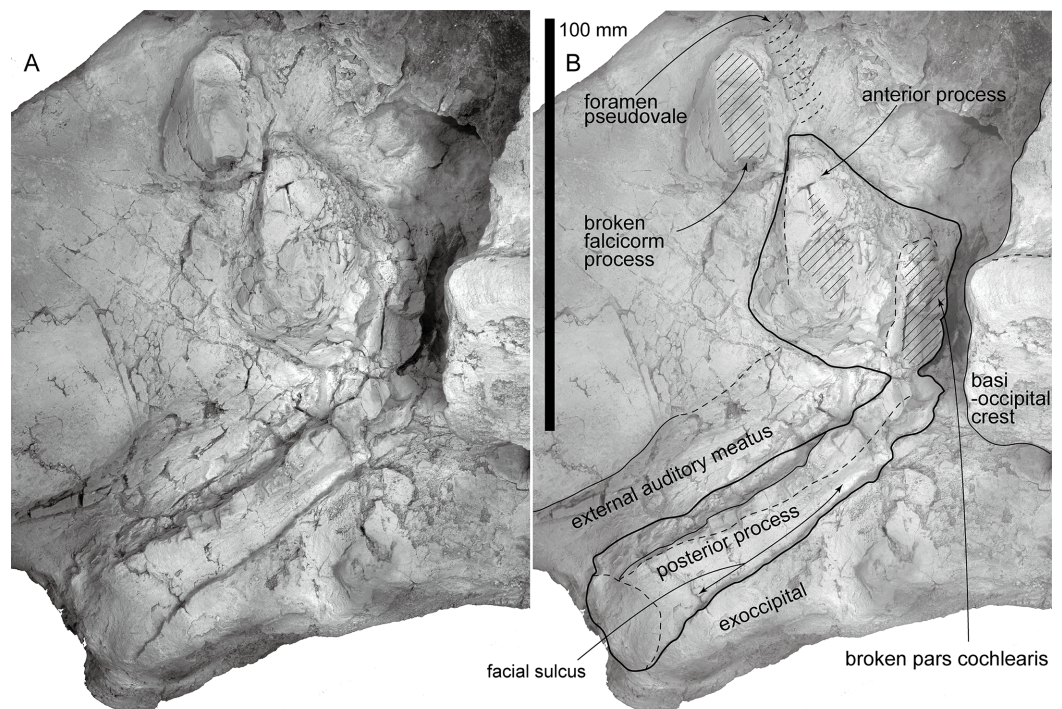 A
B
100 mm
foramen
pseudovale
anterior process
broken
falcicorm
process
basi
-occipital
crest
external auditory meatus
posterior process
exoccipital
facial sulcus
broken pars cochlearis